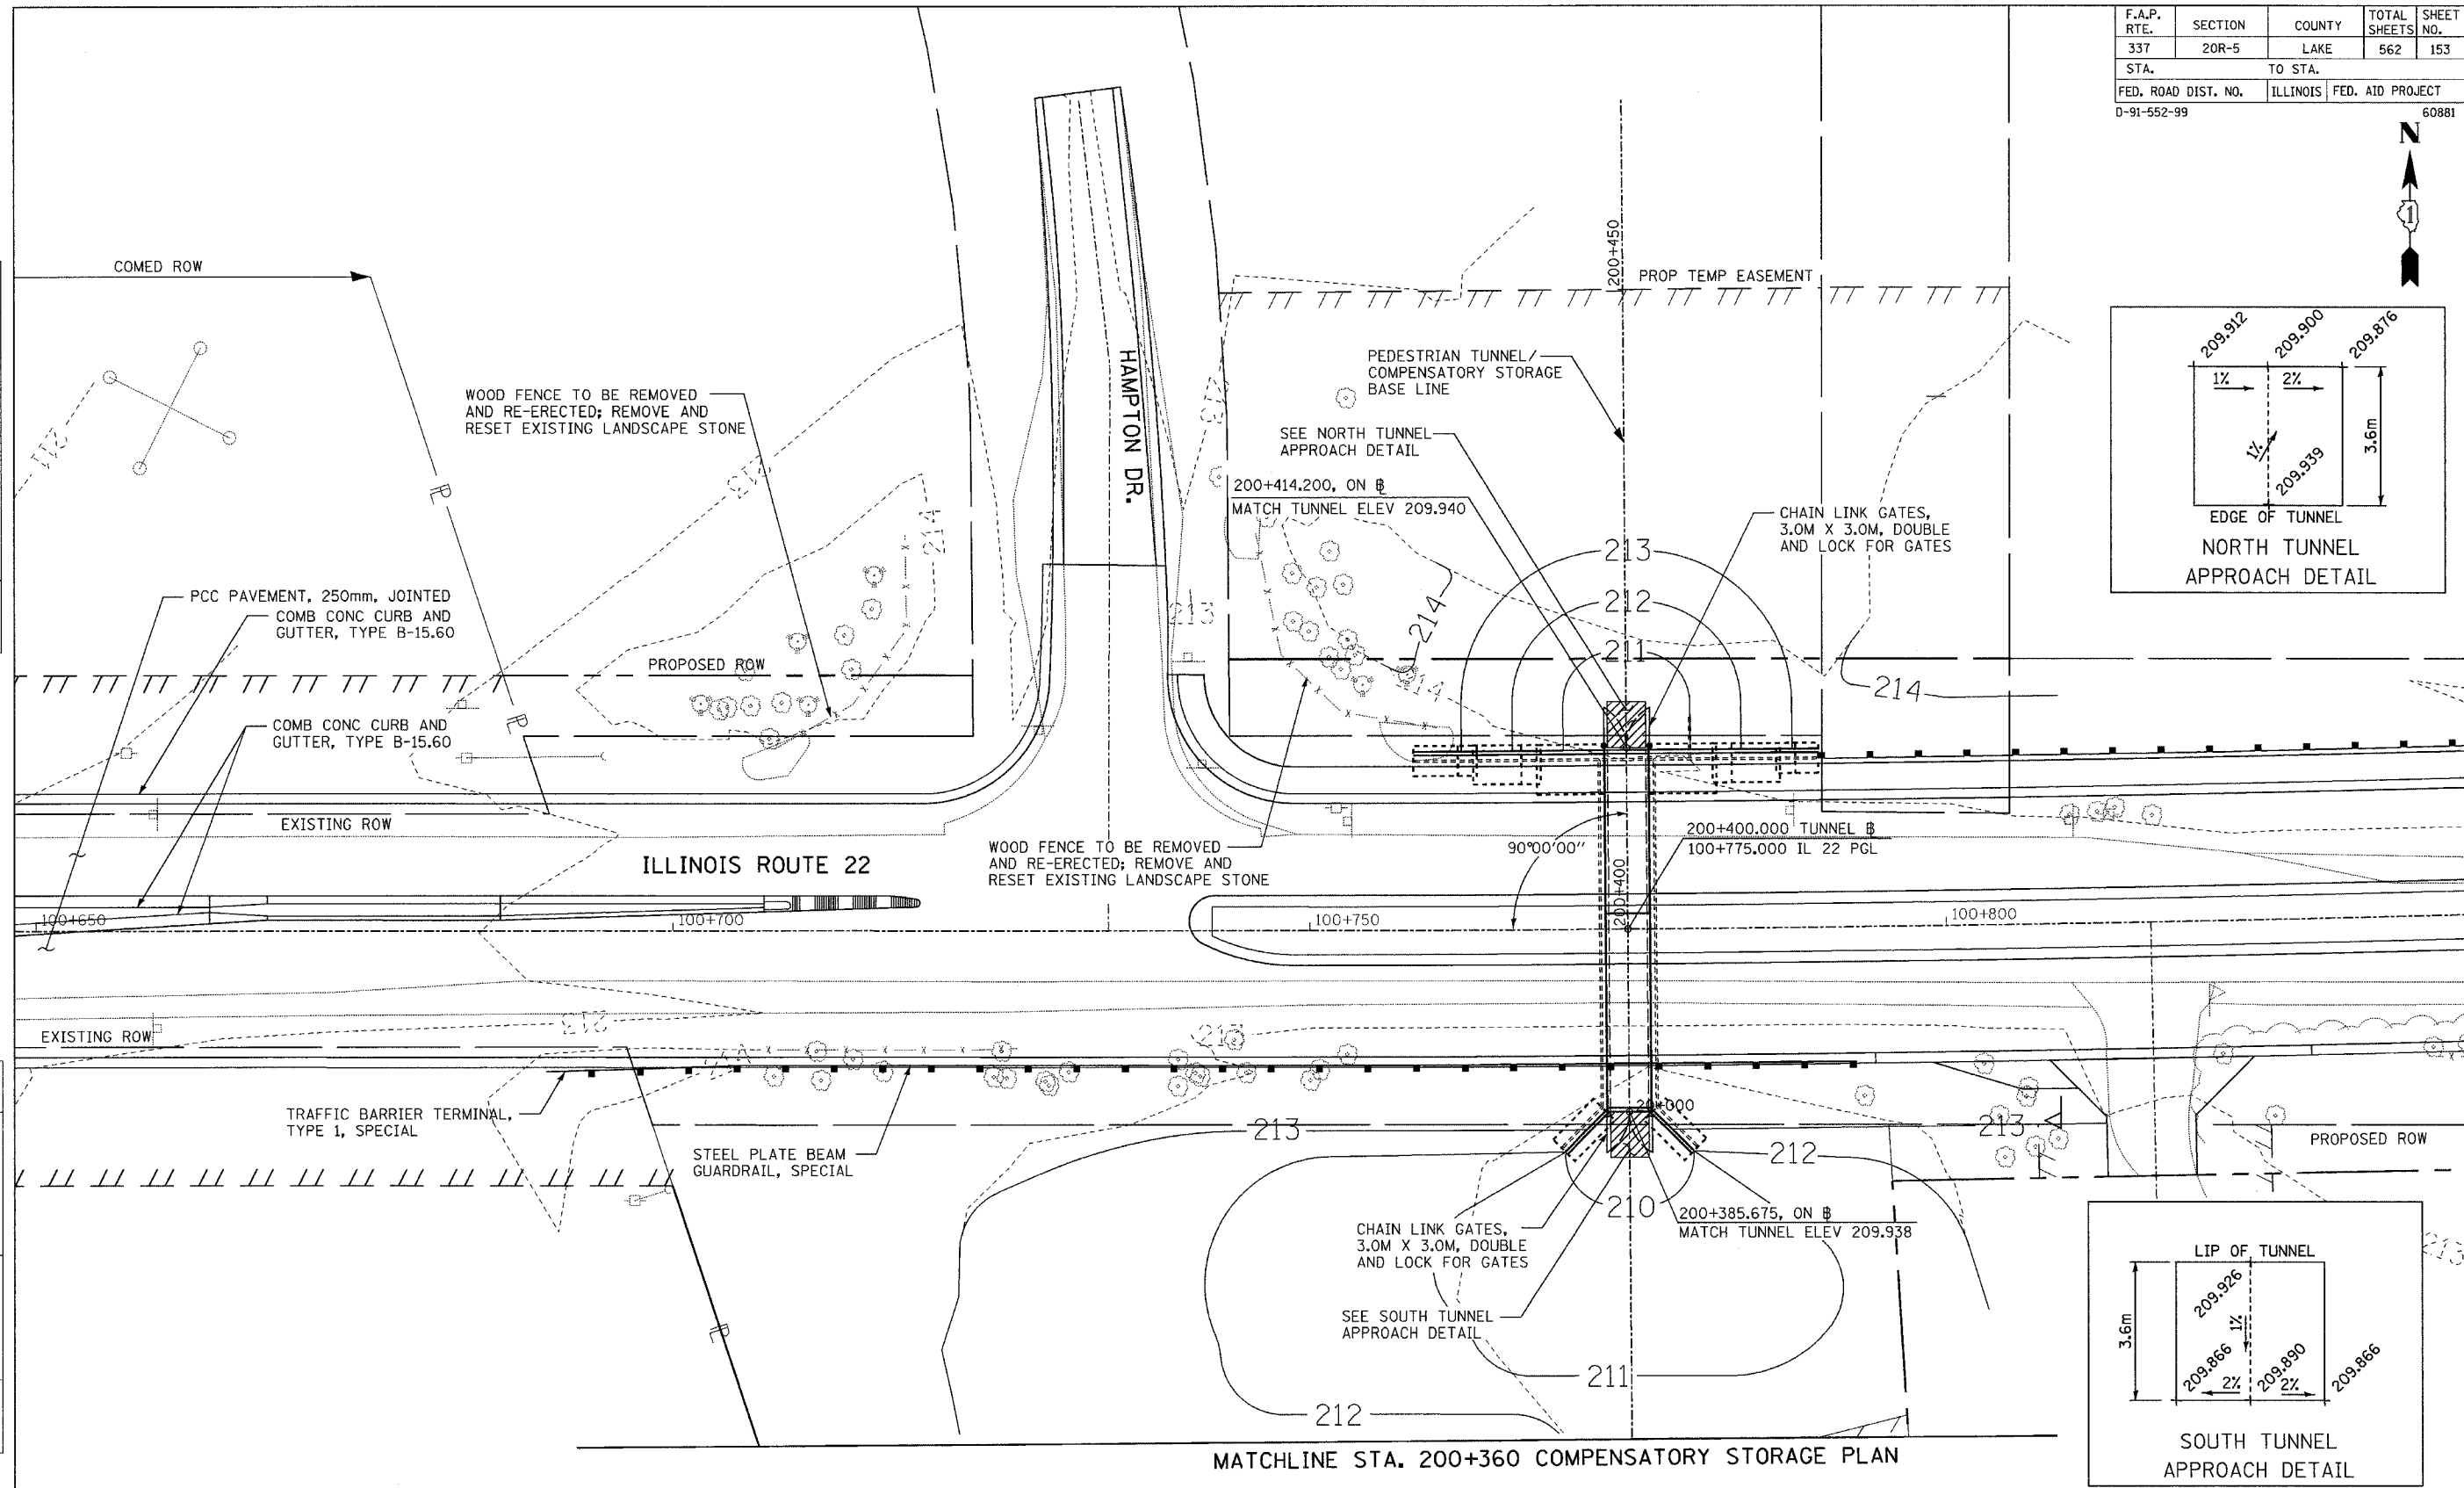 F.A.P. RTE. SECTION COUNTY TOTAL SHEETS SHEET NO.
337 20R-5 LAKE 562 153
STA. TO STA.
FED. ROAD DIST. NO. ILLINOIS FED. AID PROJECT
D-91-552-99 60881
N
1
COMED ROW
200+450
PROP TEMP EASEMENT
209.912 209.900 209.876
1% 2%
1%
209.939
3.6m
EDGE OF TUNNEL
NORTH TUNNEL
APPROACH DETAIL
HAMPTON DR.
PEDESTRIAN TUNNEL/
COMPENSATORY STORAGE
BASE LINE
WOOD FENCE TO BE REMOVED
AND RE-ERECTED; REMOVE AND
RESET EXISTING LANDSCAPE STONE
SEE NORTH TUNNEL
APPROACH DETAIL
200+414.200, ON ⅊
MATCH TUNNEL ELEV 209.940
CHAIN LINK GATES,
3.0M X 3.0M, DOUBLE
AND LOCK FOR GATES
211
213
213
214
213
213
212
211
214
214
214
PCC PAVEMENT, 250mm, JOINTED
COMB CONC CURB AND
GUTTER, TYPE B-15.60
PROPOSED ROW
COMB CONC CURB AND
GUTTER, TYPE B-15.60
EXISTING ROW
ILLINOIS ROUTE 22
WOOD FENCE TO BE REMOVED
AND RE-ERECTED; REMOVE AND
RESET EXISTING LANDSCAPE STONE
90°00'00"
200+400.000 TUNNEL ⅊
100+775.000 IL 22 PGL
200+400
100+650
100+700
100+750
100+800
EXISTING ROW
213
213
TRAFFIC BARRIER TERMINAL,
TYPE 1, SPECIAL
STEEL PLATE BEAM
GUARDRAIL, SPECIAL
213
213
212
PROPOSED ROW
210
200+385.675, ON ⅊
MATCH TUNNEL ELEV 209.938
CHAIN LINK GATES,
3.0M X 3.0M, DOUBLE
AND LOCK FOR GATES
SEE SOUTH TUNNEL
APPROACH DETAIL
211
212
213
LIP OF TUNNEL
209.926
1%
3.6m
209.866 209.890 209.866
2% 2%
SOUTH TUNNEL
APPROACH DETAIL
MATCHLINE STA. 200+360 COMPENSATORY STORAGE PLAN